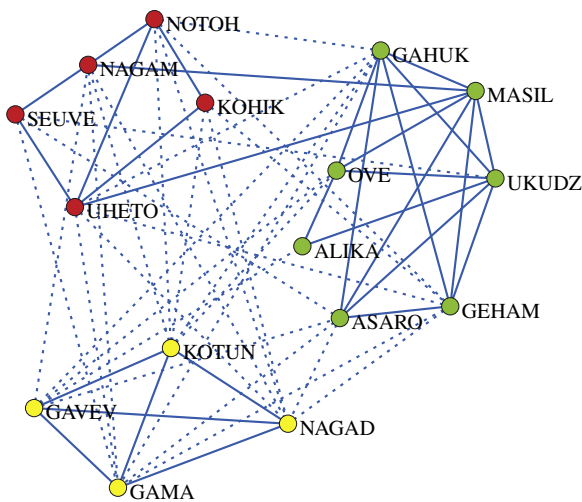 NOTOH
GAHUK
NAGAM
MASIL
KOHIK
SEUVE
OVE
UKUDZ
UHETO
ALIKA
GEHAM
ASARO
KOTUN
GAVEV
NAGAD
GAMA